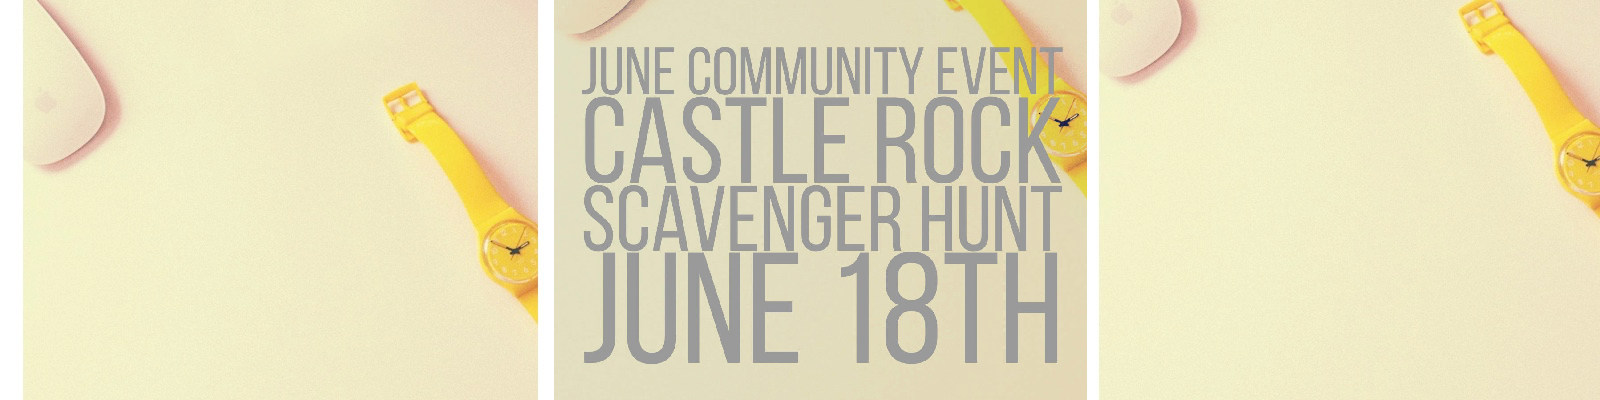 JUNE COMMUNITY EVENT
CASTLE ROCK
SCAVENGER HUNT
JUNE 18TH